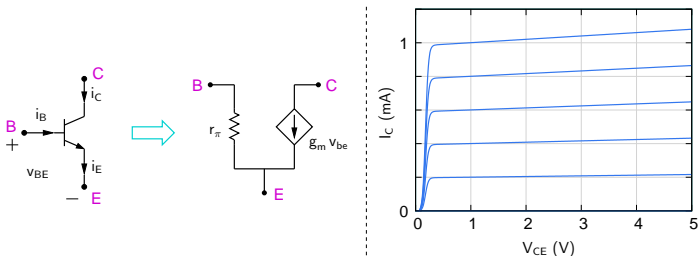 C
i_C
i_B
B
+
v_BE
i_E
−
E
B
C
r_π
g_m v_be
E
1
I_C (mA)
0
0 1 2 3 4 5
V_CE (V)